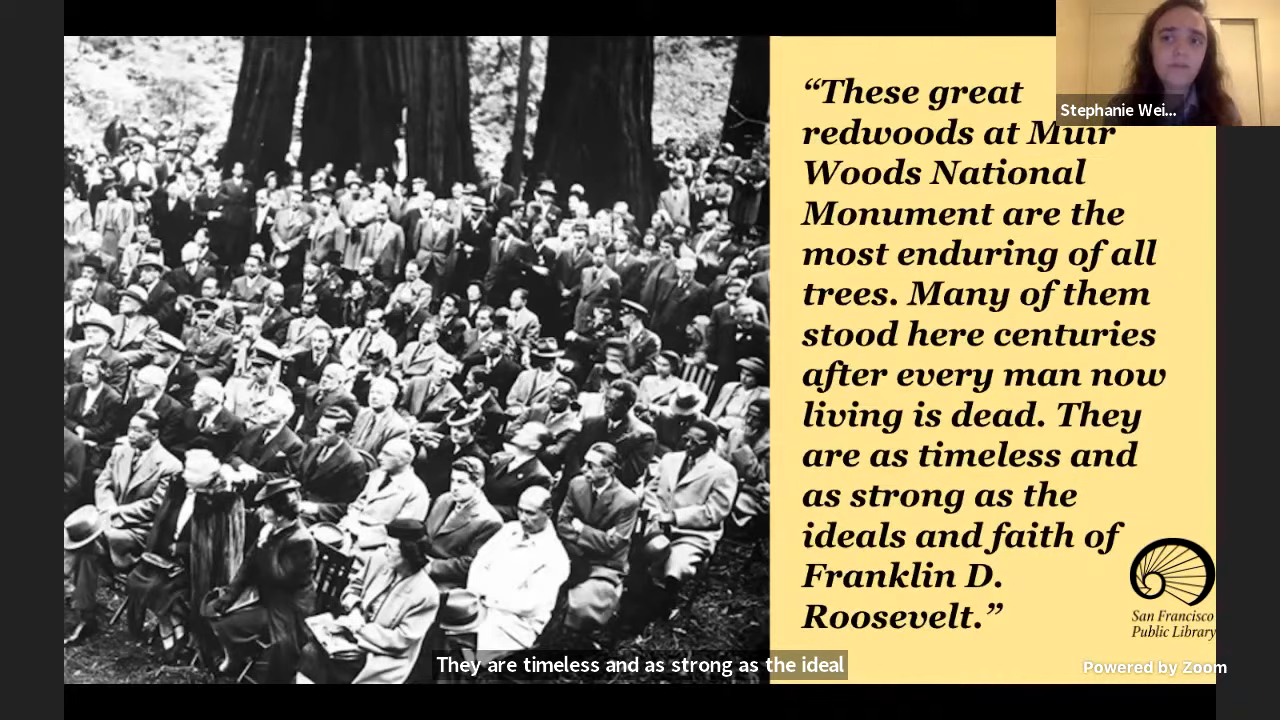 “These great
redwoods at Muir
Woods National
Monument are the
most enduring of all
trees. Many of them
stood here centuries
after every man now
living is dead. They
are as timeless and
as strong as the
ideals and faith of
Franklin D.
Roosevelt.”
Stephanie Wei...
San Francisco
Public Library
They are timeless and as strong as the ideal
Powered by Zoom